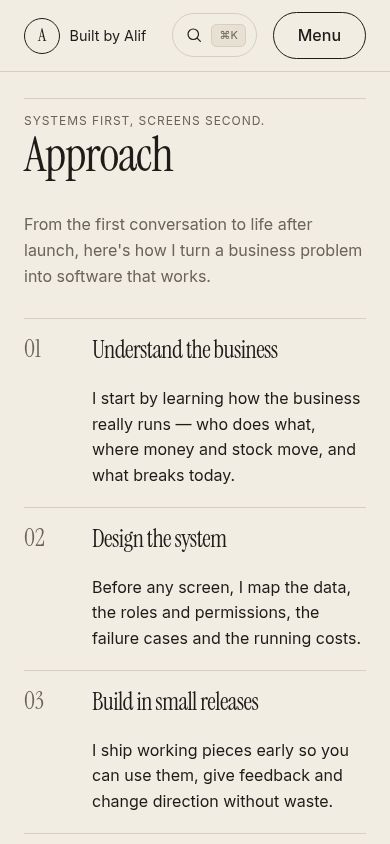 A
Built by Alif
⌘K
Menu
SYSTEMS FIRST, SCREENS SECOND.
Approach
From the first conversation to life after
launch, here's how I turn a business problem
into software that works.
01
Understand the business
I start by learning how the business
really runs — who does what,
where money and stock move, and
what breaks today.
02
Design the system
Before any screen, I map the data,
the roles and permissions, the
failure cases and the running costs.
03
Build in small releases
I ship working pieces early so you
can use them, give feedback and
change direction without waste.